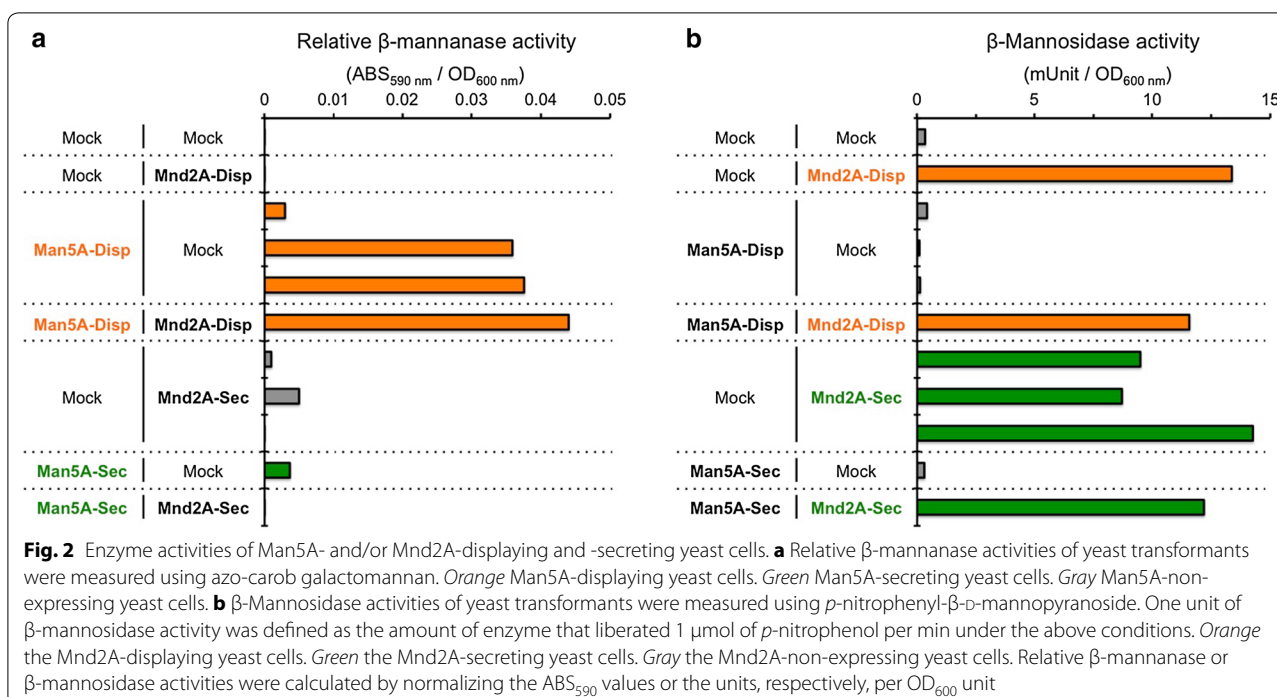 a
Relative β-mannanase activity
(ABS590 nm / OD600 nm)
0 0.01 0.02 0.03 0.04 0.05
Mock Mock
Mock Mnd2A-Disp
Man5A-Disp Mock
Man5A-Disp Mnd2A-Disp
Mock Mnd2A-Sec
Man5A-Sec Mock
Man5A-Sec Mnd2A-Sec
b
β-Mannosidase activity
(mUnit / OD600 nm)
0 5 10 15
Mock Mock
Mock Mnd2A-Disp
Man5A-Disp Mock
Man5A-Disp Mnd2A-Disp
Mock Mnd2A-Sec
Man5A-Sec Mock
Man5A-Sec Mnd2A-Sec
Fig. 2 Enzyme activities of Man5A- and/or Mnd2A-displaying and -secreting yeast cells. a Relative β-mannanase activities of yeast transformants
were measured using azo-carob galactomannan. Orange Man5A-displaying yeast cells. Green Man5A-secreting yeast cells. Gray Man5A-non-
expressing yeast cells. b β-Mannosidase activities of yeast transformants were measured using p-nitrophenyl-β-D-mannopyranoside. One unit of
β-mannosidase activity was defined as the amount of enzyme that liberated 1 μmol of p-nitrophenol per min under the above conditions. Orange
the Mnd2A-displaying yeast cells. Green the Mnd2A-secreting yeast cells. Gray the Mnd2A-non-expressing yeast cells. Relative β-mannanase or
β-mannosidase activities were calculated by normalizing the ABS590 values or the units, respectively, per OD600 unit